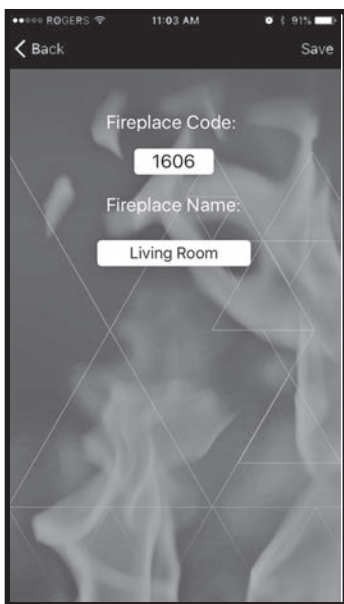 ROGERS 11:03 AM 91%
Back Save
Fireplace Code:
1606
Fireplace Name:
Living Room